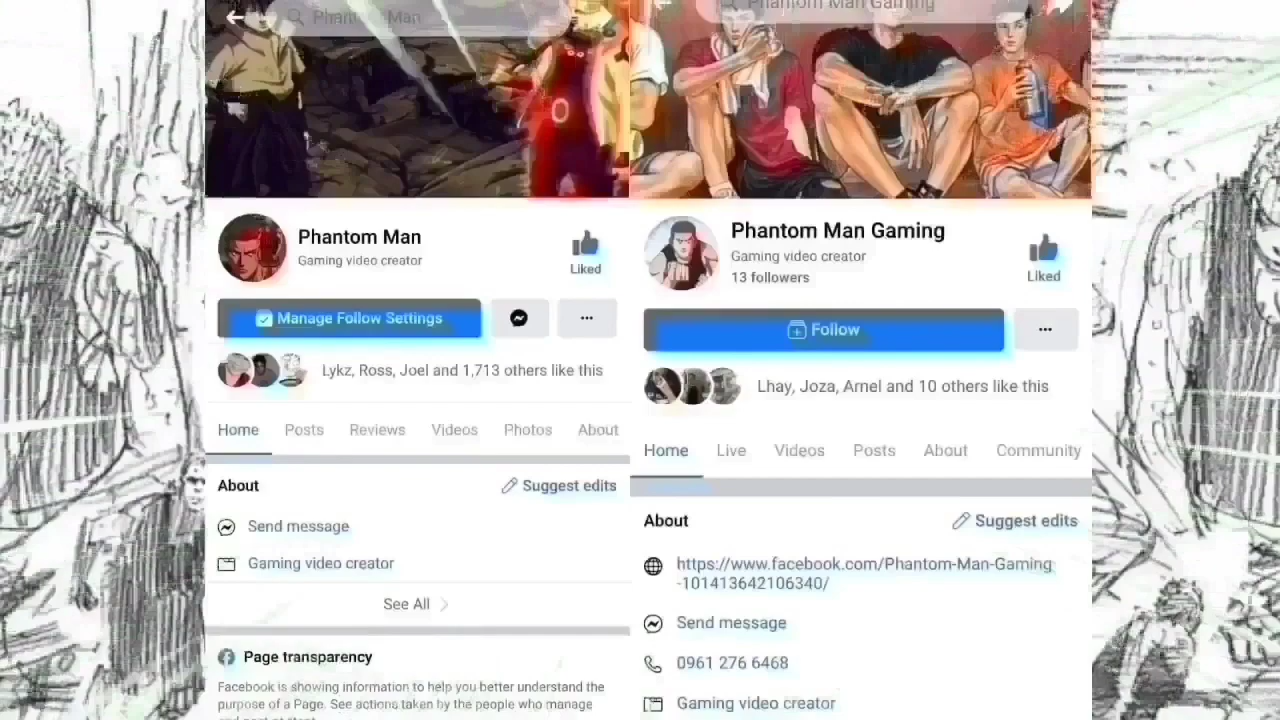 Phantom Man
Phantom Man
Gaming video creator
Liked
Manage Follow Settings
Lykz, Ross, Joel and 1,713 others like this
Home Posts Reviews Videos Photos About
About
Suggest edits
Send message
Gaming video creator
See All
Page transparency
Facebook is showing information to help you better understand the
purpose of a Page. See actions taken by the people who manage
Phantom Man Gaming
Phantom Man Gaming
Gaming video creator
13 followers
Liked
Follow
Lhay, Joza, Arnel and 10 others like this
Home Live Videos Posts About Community
About
Suggest edits
https://www.facebook.com/Phantom-Man-Gaming
-101413642106340/
Send message
0961 276 6468
Gaming video creator